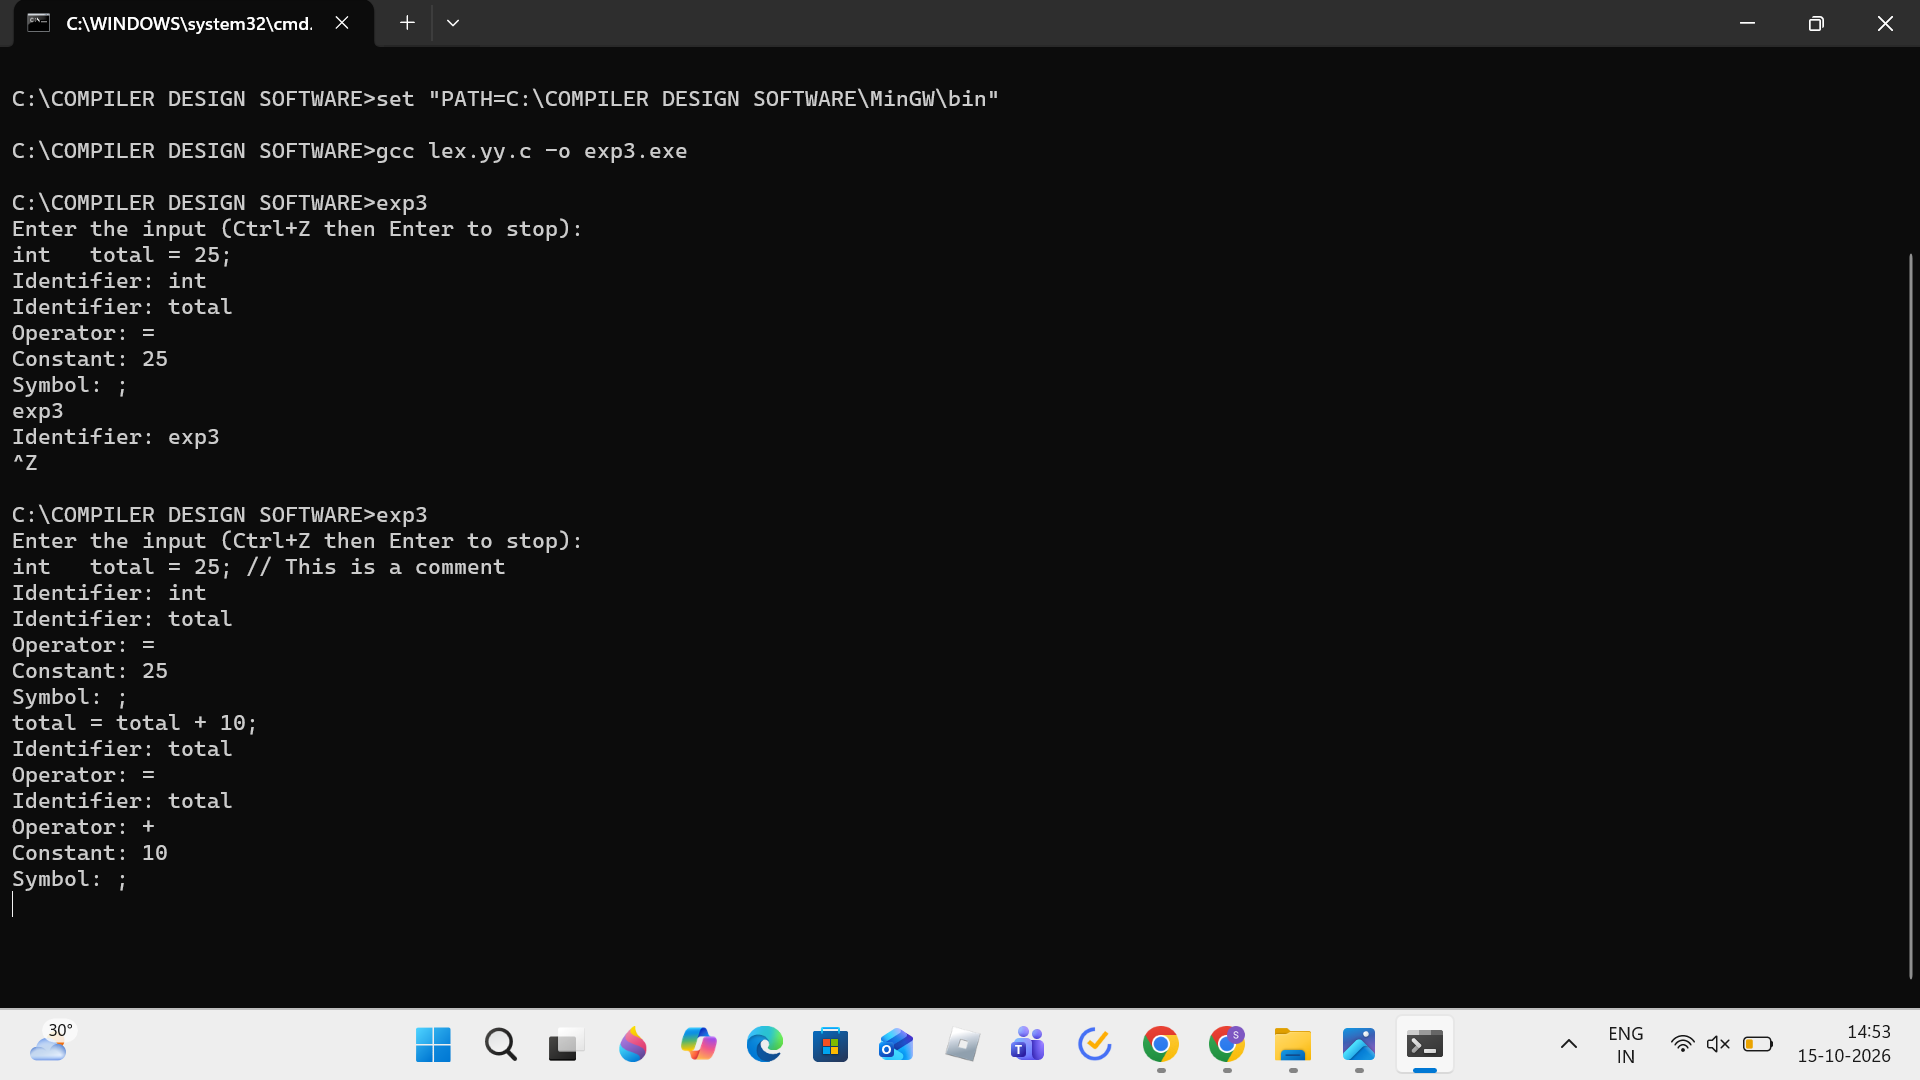 C:\WINDOWS\system32\cmd.
C:\COMPILER DESIGN SOFTWARE>set "PATH=C:\COMPILER DESIGN SOFTWARE\MinGW\bin"
C:\COMPILER DESIGN SOFTWARE>gcc lex.yy.c -o exp3.exe
C:\COMPILER DESIGN SOFTWARE>exp3
Enter the input (Ctrl+Z then Enter to stop):
int   total = 25;
Identifier: int
Identifier: total
Operator: =
Constant: 25
Symbol: ;
exp3
Identifier: exp3
^Z
C:\COMPILER DESIGN SOFTWARE>exp3
Enter the input (Ctrl+Z then Enter to stop):
int   total = 25; // This is a comment
Identifier: int
Identifier: total
Operator: =
Constant: 25
Symbol: ;
total = total + 10;
Identifier: total
Operator: =
Identifier: total
Operator: +
Constant: 10
Symbol: ;
30°
ENG
IN
14:53
15-10-2026